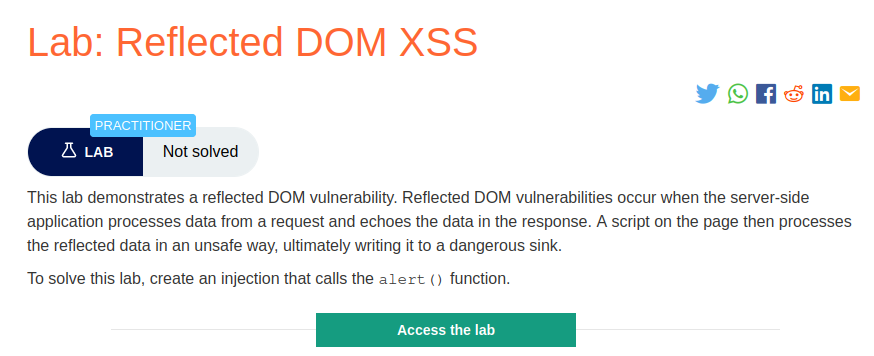 Lab: Reflected DOM XSS
PRACTITIONER
LAB
Not solved
This lab demonstrates a reflected DOM vulnerability. Reflected DOM vulnerabilities occur when the server-side
application processes data from a request and echoes the data in the response. A script on the page then processes
the reflected data in an unsafe way, ultimately writing it to a dangerous sink.
To solve this lab, create an injection that calls the alert() function.
Access the lab